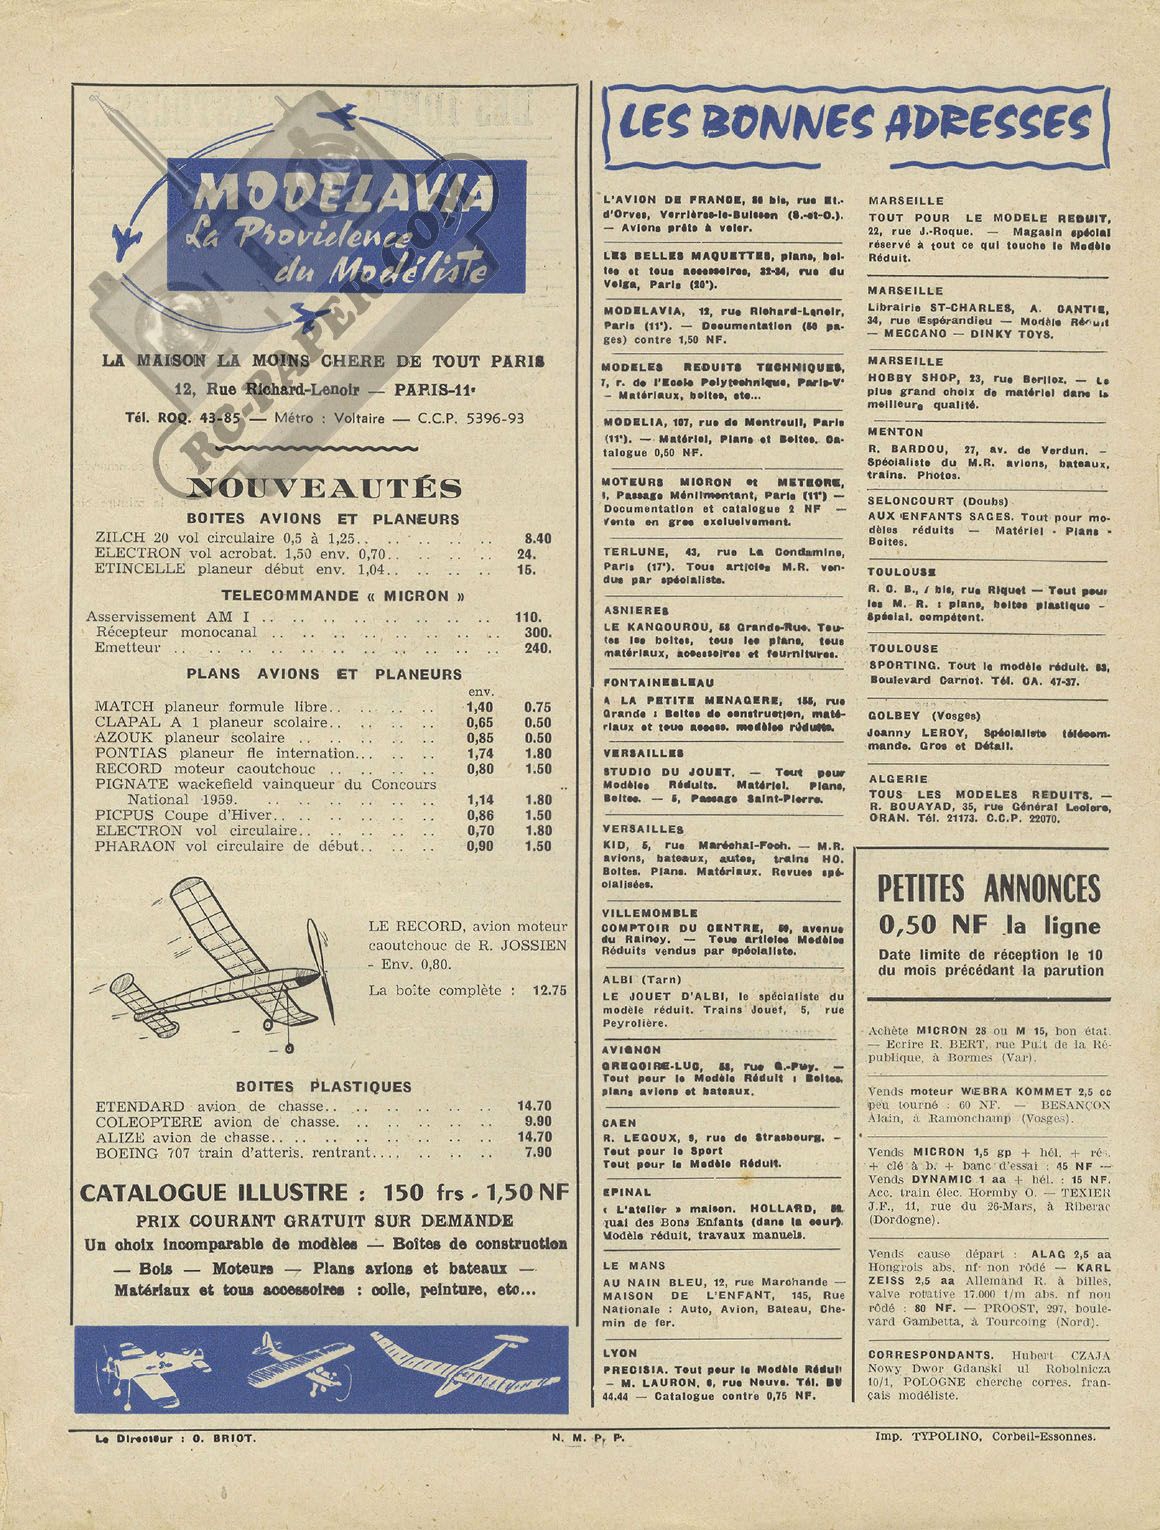 MODELAVIA
La Providence
du Modéliste
RC-PAPER.COM
LA MAISON LA MOINS CHERE DE TOUT PARIS
12, Rue Richard-Lenoir — PARIS-11e
Tél. ROQ. 43-85 — Métro : Voltaire — C.C.P. 5396-93
NOUVEAUTÉS
BOITES AVIONS ET PLANEURS
ZILCH 20 vol circulaire 0,5 à 1,25.. .. .. .. .. .. 8.40
ELECTRON vol acrobat. 1,50 env. 0,70.. .. .. .. .. 24.
ETINCELLE planeur début env. 1,04.. .. .. .. .. 15.
TELECOMMANDE « MICRON »
Asservissement AM I .. .. .. .. .. .. .. .. .. 110.
Récepteur monocanal .. .. .. .. .. .. .. .. .. 300.
Emetteur .. .. .. .. .. .. .. .. .. .. .. 240.
PLANS AVIONS ET PLANEURS
env.
MATCH planeur formule libre.. .. .. .. 1,40 0.75
CLAPAL A 1 planeur scolaire.. .. .. .. 0,65 0.50
AZOUK planeur scolaire .. .. .. .. .. 0,85 0.50
PONTIAS planeur fle internation... .. .. 1,74 1.80
RECORD moteur caoutchouc .. .. .. .. 0,80 1.50
PIGNATE wackefield vainqueur du Concours ..
National 1959. .. .. .. .. .. .. 1,14 1.80
PICPUS Coupe d'Hiver.. .. .. .. .. .. 0,86 1.50
ELECTRON vol circulaire.. .. .. .. .. 0,70 1.80
PHARAON vol circulaire de début.. .. .. 0,90 1.50
LE RECORD, avion moteur
caoutchouc de R. JOSSIEN
- Env. 0,80.
La boîte complète : 12.75
BOITES PLASTIQUES
ETENDARD avion de chasse.. .. .. .. .. .. .. 14.70
COLEOPTERE avion de chasse. .. .. .. .. .. .. 9.90
ALIZE avion de chasse.. .. .. .. .. .. .. .. 14.70
BOEING 707 train d'atteris. rentrant.... .. .. .. 7.90
CATALOGUE ILLUSTRE : 150 frs - 1,50 NF
PRIX COURANT GRATUIT SUR DEMANDE
Un choix incomparable de modèles — Boîtes de construction
— Bois — Moteurs — Plans avions et bateaux —
Matériaux et tous accessoires : colle, peinture, etc...
LES BONNES ADRESSES
L'AVION DE FRANCE, 86 bis, rue Et.-
d'Orves, Verrières-le-Buisson (S.-et-O.).
— Avions prêts à voler.
LES BELLES MAQUETTES, plans, boî-
tes et tous accessoires, 32-34, rue du
Volga, Paris (20e).
MODELAVIA, 12, rue Richard-Lenoir,
Paris (11e). — Documentation (50 pa-
ges) contre 1,50 NF.
MODELES REDUITS TECHNIQUES,
7, r. de l'Ecole Polytechnique, Paris-Ve
- Matériaux, boîtes, etc...
MODELIA, 107, rue de Montreuil, Paris
(11e). — Matériel, Plans et Boîtes. Ca-
talogue 0,50 NF.
MOTEURS MICRON et METEORE,
1, Passage Ménilmontant, Paris (11e) —
Documentation et catalogue 2 NF —
Vente en gros exclusivement.
TERLUNE, 43, rue La Condamine,
Paris (17e). Tous articles M.R. ven-
dus par spécialiste.
ASNIERES
LE KANGOUROU, 58 Grande-Rue. Tou-
tes les boîtes, tous les plans, tous
matériaux, accessoires et fournitures.
FONTAINEBLEAU
A LA PETITE MENAGERE, 155, rue
Grande : Boîtes de construction, maté-
riaux et tous access. modèles réduits.
VERSAILLES
STUDIO DU JOUET. — Tout pour
Modèles Réduits. Matériel. Plans,
Boîtes. — 5, Passage Saint-Pierre.
VERSAILLES
KID, 5, rue Maréchal-Foch. — M.R.
avions, bateaux, autos, trains HO.
Boîtes. Plans. Matériaux. Revues spé-
cialisées.
VILLEMOMBLE
COMPTOIR DU CENTRE, 59, avenue
du Rainey. — Tous articles Modèles
Réduits vendus par spécialiste.
ALBI (Tarn)
LE JOUET D'ALBI, le spécialiste du
modèle réduit. Trains Jouef, 5, rue
Peyrolière.
AVIGNON
GREGOIRE-LUC, 58, rue G.-Puy. —
Tout pour le Modèle Réduit : Boîtes,
plans avions et bateaux.
CAEN
R. LEGOUX, 9, rue de Strasbourg. -
Tout pour le Sport
Tout pour le Modèle Réduit.
EPINAL
« L'atelier » maison. HOLLARD,
quai des Bons Enfants (dans la cour).
Modèle réduit, travaux manuels.
LE MANS
AU NAIN BLEU, 12, rue Marchande —
MAISON DE L'ENFANT, 145, Rue
Nationale : Auto, Avion, Bateau, Che-
min de fer.
LYON
PRECISIA. Tout pour le Modèle Réduit
- M. LAURON, 6, rue Neuve. Tél. BU
44.44 — Catalogue contre 0,75 NF.
MARSEILLE
TOUT POUR LE MODELE REDUIT,
22, rue J.-Roque. — Magasin spécial
réservé à tout ce qui touche le Modèle
Réduit.
MARSEILLE
Librairie ST-CHARLES, A. GANTIE,
34, rue Espérandieu — Modèle Réduit
— MECCANO — DINKY TOYS.
MARSEILLE
HOBBY SHOP, 23, rue Berlioz. — Le
plus grand choix de matériel dans la
meilleure qualité.
MENTON
R. BARDOU, 27, av. de Verdun. -
Spécialiste du M.R. avions, bateaux,
trains. Photos.
SELONCOURT (Doubs)
AUX ENFANTS SAGES. Tout pour mo-
dèles réduits — Matériel - Plans -
Boîtes.
TOULOUSE
R. C. B., 7 bis, rue Riquet — Tout pour
les M. R. : plans, boîtes plastique -
Spécial. compétent.
TOULOUSE
SPORTING. Tout le modèle réduit. 63,
Boulevard Carnot. Tél. CA. 47-37.
GOLBEY (Vosges)
Joanny LEROY, Spécialiste télécom-
mande. Gros et Détail.
ALGERIE
TOUS LES MODELES REDUITS. —
R. BOUAYAD, 35, rue Général Leclerc,
ORAN. Tél. 21173. C.C.P. 22070.
PETITES ANNONCES
0,50 NF la ligne
Date limite de réception le 10
du mois précédant la parution
Achète MICRON 28 ou M 15, bon état.
— Ecrire R. BERT, rue Puit de la Ré-
publique, à Bormes (Var).
Vends moteur WEBRA KOMMET 2,5 cc
peu tourné : 60 NF. — BESANÇON
Alain, à Ramonchamp (Vosges).
Vends MICRON 1,5 gp + hél. + rés.
+ clé à b. + banc d'essai : 45 NF —
Vends DYNAMIC 1 aa + hél. : 15 NF.
Acc. train élec. Hormby O. — TEXIER
J.F., 11, rue du 26-Mars, à Riberac
(Dordogne).
Vends cause départ : ALAG 2,5 aa
Hongrois abs. nf non rôdé — KARL
ZEISS 2,5 aa Allemand R. à billes,
valve rotative 17.000 t/m abs. nf non
rôdé : 80 NF. — PROOST, 297, boule-
vard Gambetta, à Tourcoing (Nord).
CORRESPONDANTS. Hubert CZAJA
Nowy Dwor Gdanski ul Robolnicza
10/1, POLOGNE cherche corres. fran-
çais modéliste.
Le Directeur : G. BRIOT.
N. M. P. P.
Imp. TYPOLINO, Corbeil-Essonnes.